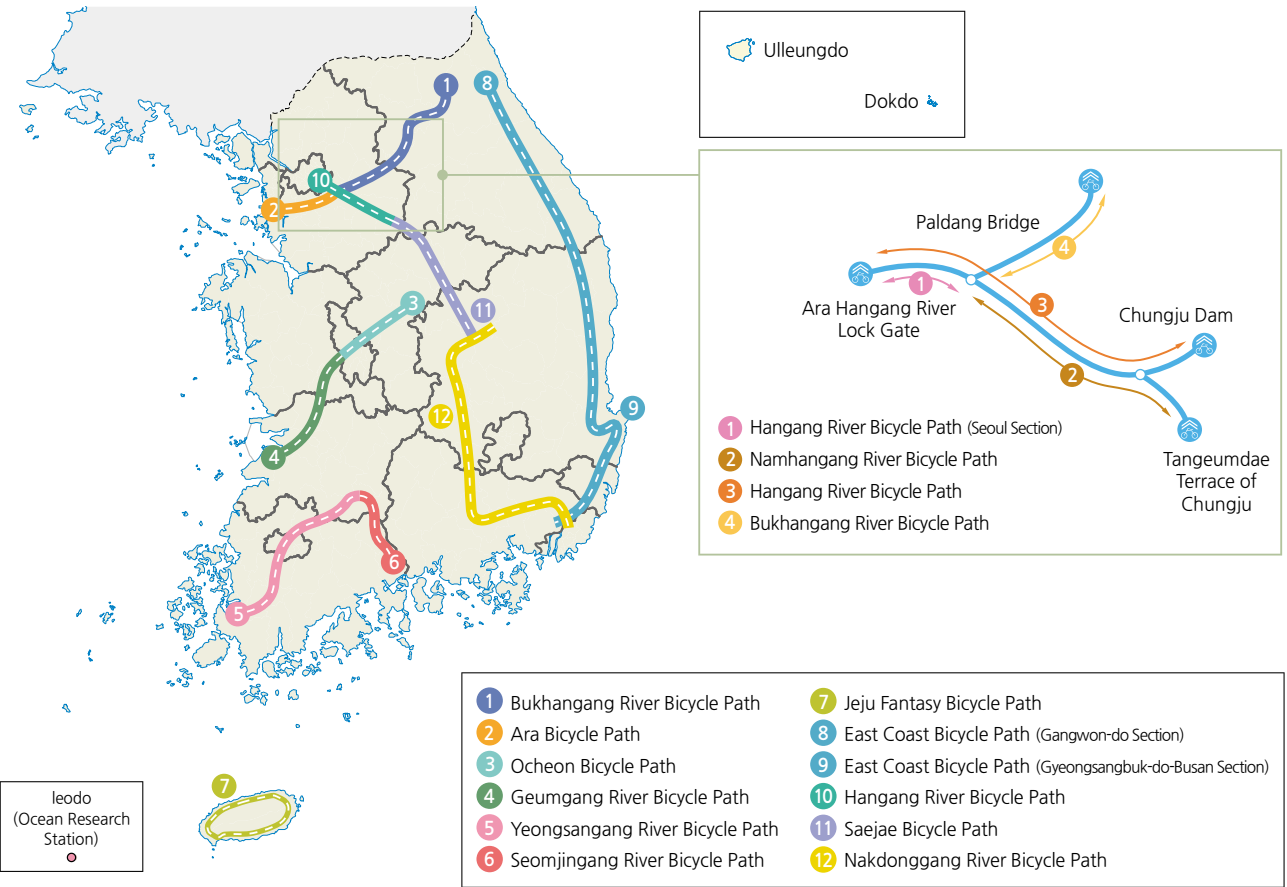 1
8
10
2
3
11
12
9
4
6
5
7
Ulleungdo
Dokdo
Paldang Bridge
4
1
Ara Hangang River
Lock Gate
3
Chungju Dam
2
Tangeumdae
Terrace of
Chungju
1 Hangang River Bicycle Path (Seoul Section)
2 Namhangang River Bicycle Path
3 Hangang River Bicycle Path
4 Bukhangang River Bicycle Path
Ieodo
(Ocean Research
Station)
1 Bukhangang River Bicycle Path
2 Ara Bicycle Path
3 Ocheon Bicycle Path
4 Geumgang River Bicycle Path
5 Yeongsangang River Bicycle Path
6 Seomjingang River Bicycle Path
7 Jeju Fantasy Bicycle Path
8 East Coast Bicycle Path (Gangwon-do Section)
9 East Coast Bicycle Path (Gyeongsangbuk-do-Busan Section)
10 Hangang River Bicycle Path
11 Saejae Bicycle Path
12 Nakdonggang River Bicycle Path